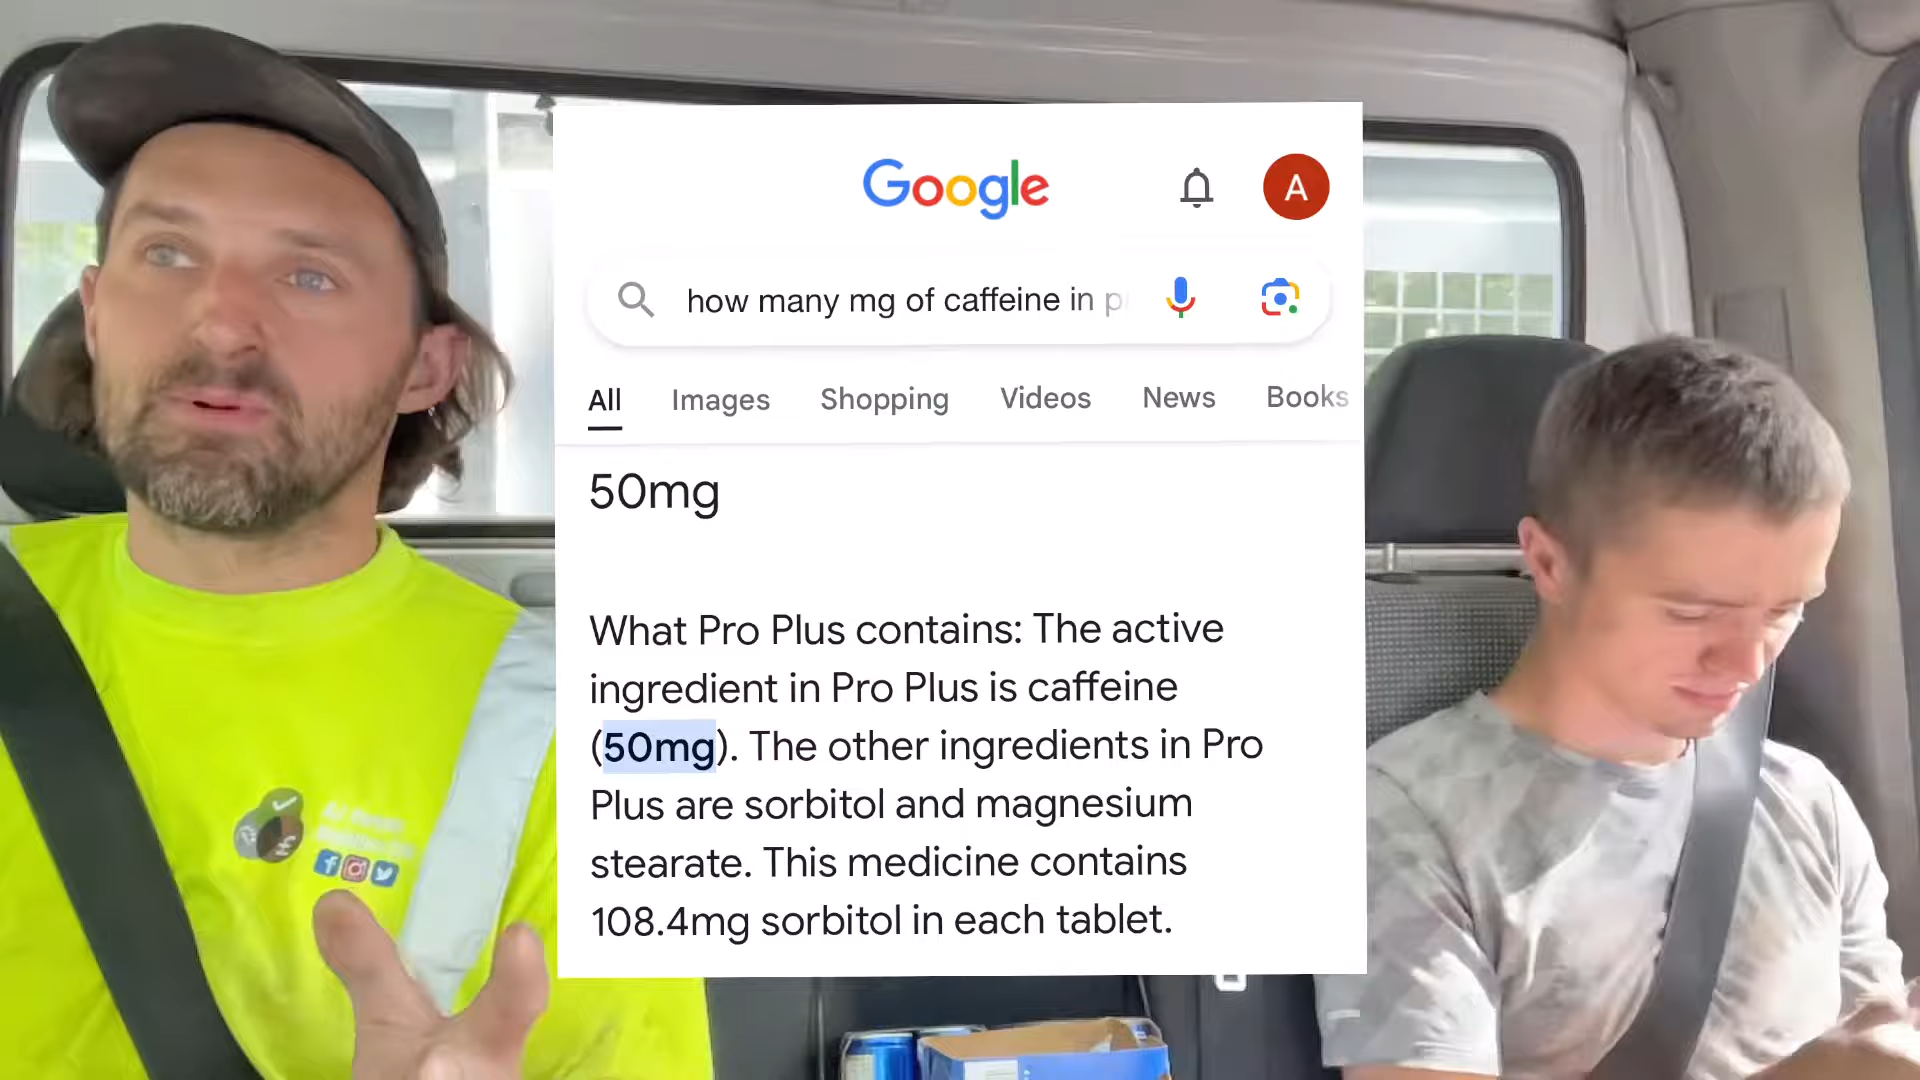 Google
A
how many mg of caffeine in p
All Images Shopping Videos News Books
50mg
What Pro Plus contains: The active
ingredient in Pro Plus is caffeine
(50mg). The other ingredients in Pro
Plus are sorbitol and magnesium
stearate. This medicine contains
108.4mg sorbitol in each tablet.